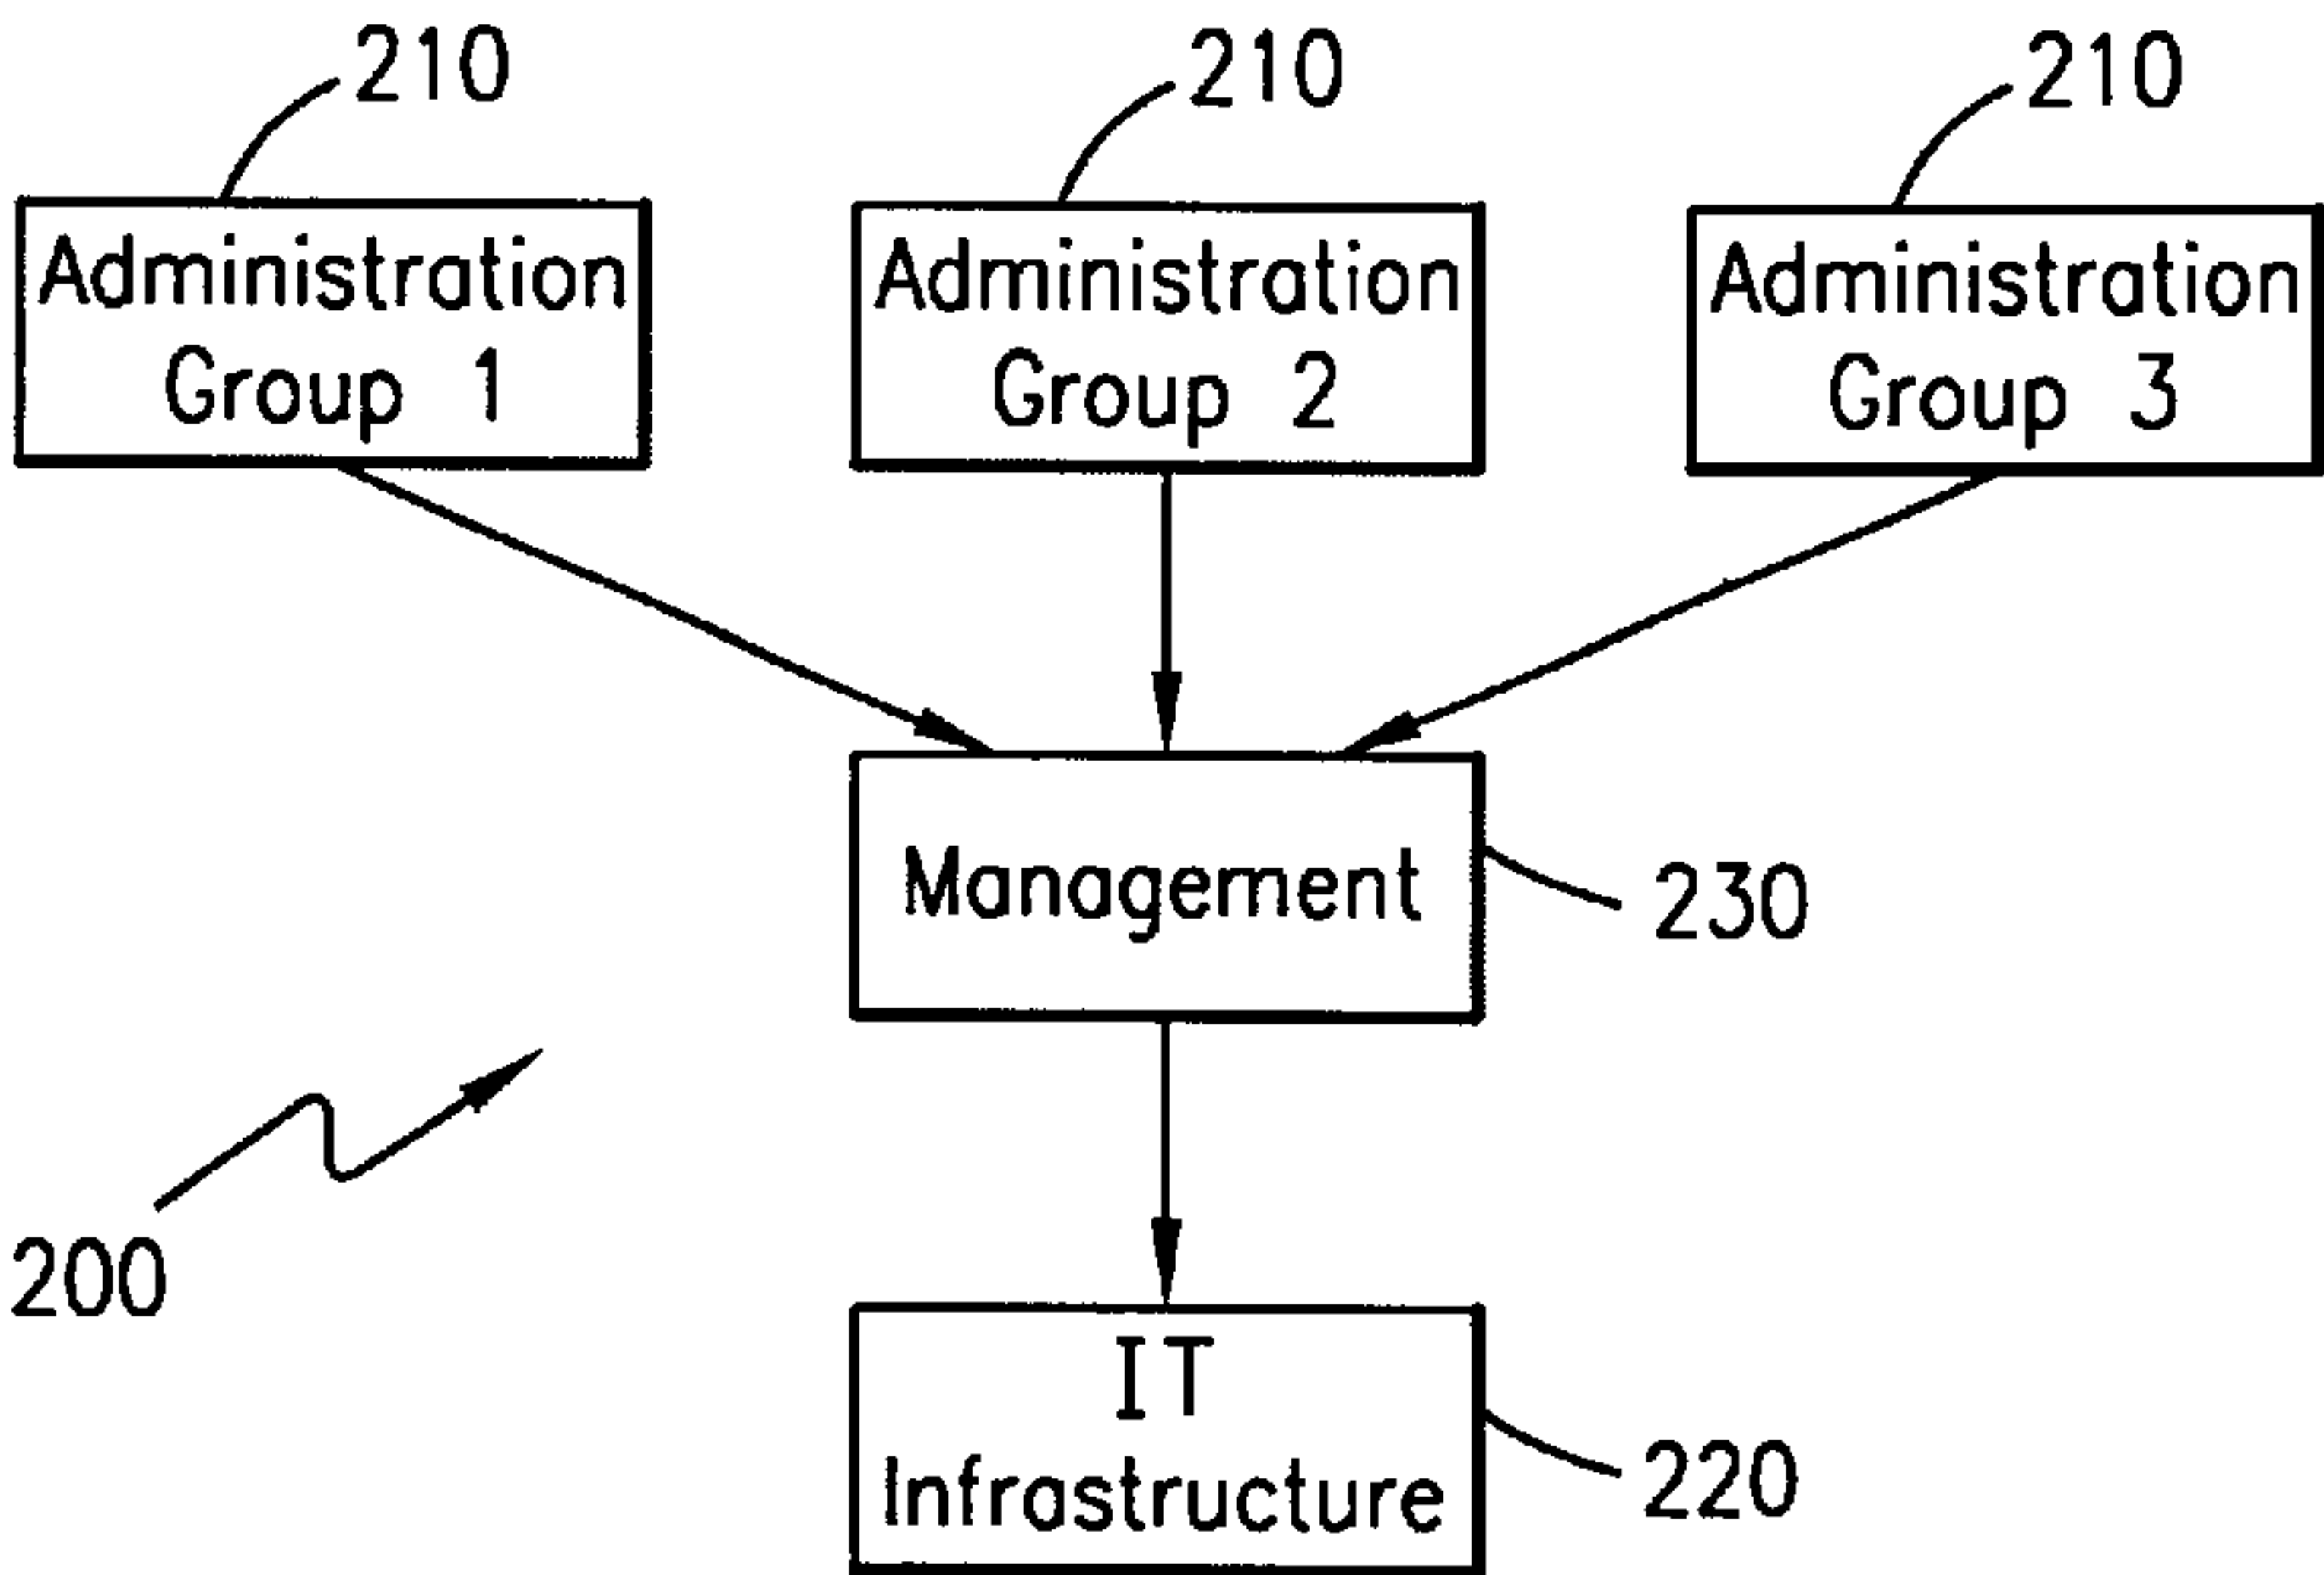 210
210
210
Administration
Group 1
Administration
Group 2
Administration
Group 3
Management
230
200
IT
Infrastructure
220